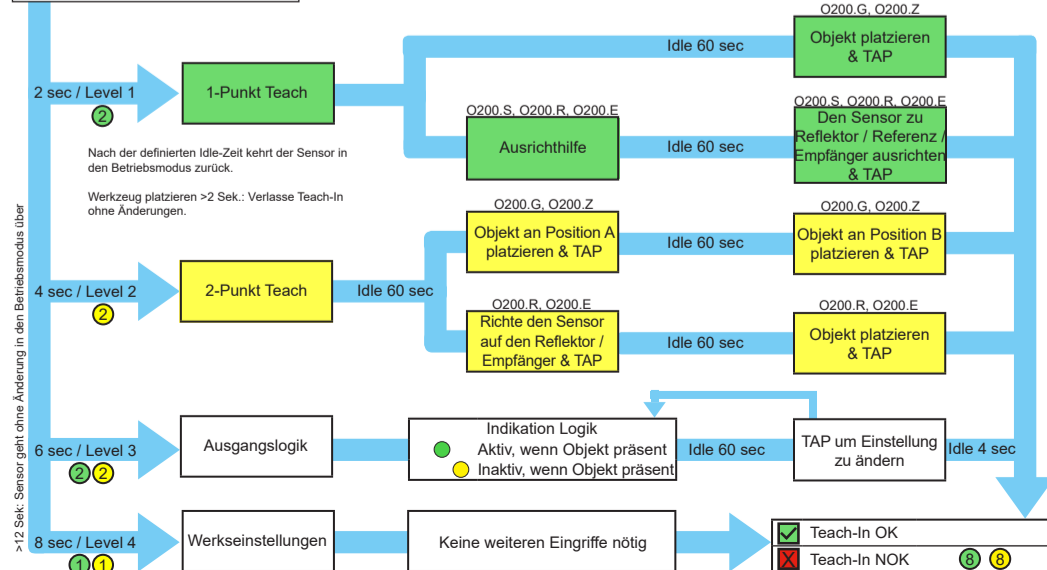 O200.G, O200.Z
Idle 60 sec
Objekt platzieren
& TAP
2 sec / Level 1
2
1-Punkt Teach
O200.S, O200.R, O200.E
Ausrichthilfe
Idle 60 sec
O200.S, O200.R, O200.E
Den Sensor zu
Reflektor / Referenz /
Empfänger ausrichten
& TAP
Nach der definierten Idle-Zeit kehrt der Sensor in
den Betriebsmodus zurück.
Werkzeug platzieren >2 Sek.: Verlasse Teach-In
ohne Änderungen.
>12 Sek: Sensor geht ohne Änderung in den Betriebsmodus über
4 sec / Level 2
2
2-Punkt Teach
Idle 60 sec
O200.G, O200.Z
Objekt an Position A
platzieren & TAP
Idle 60 sec
O200.G, O200.Z
Objekt an Position B
platzieren & TAP
O200.R, O200.E
Richte den Sensor
auf den Reflektor /
Empfänger & TAP
Idle 60 sec
O200.R, O200.E
Objekt platzieren
& TAP
6 sec / Level 3
2 2
Ausgangslogik
Indikation Logik
Aktiv, wenn Objekt präsent
Inaktiv, wenn Objekt präsent
Idle 60 sec
TAP um Einstellung
zu ändern
Idle 4 sec
8 sec / Level 4
1 1
Werkseinstellungen
Keine weiteren Eingriffe nötig
Teach-In OK
Teach-In NOK 8 8